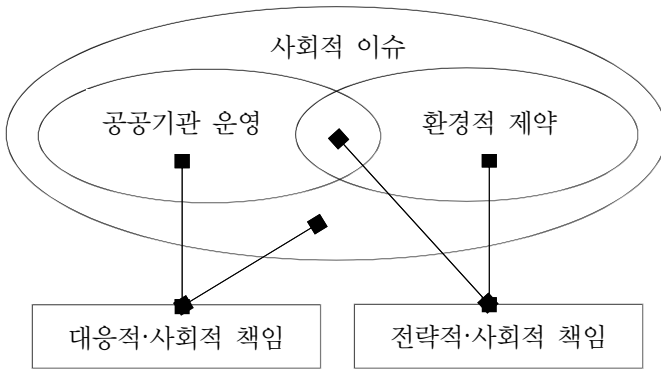 사회적 이슈
공공기관 운영
환경적 제약
대응적·사회적 책임
전략적·사회적 책임